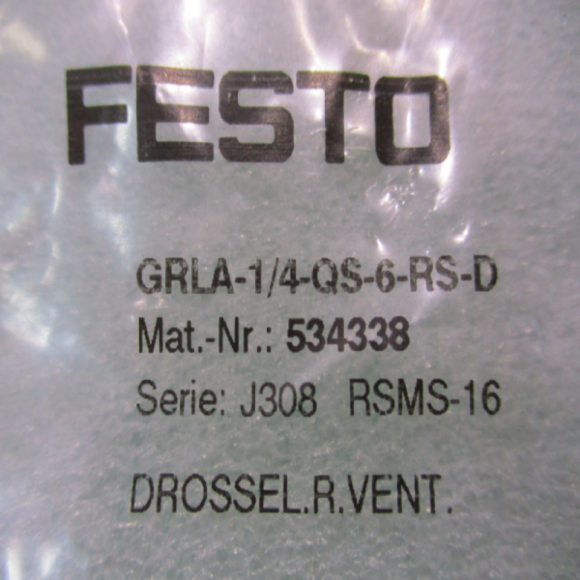 FESTO
GRLA-1/4-QS-6-RS-D
Mat.-Nr.: 534338
Serie: J308 RSMS-16
DROSSEL.R.VENT.